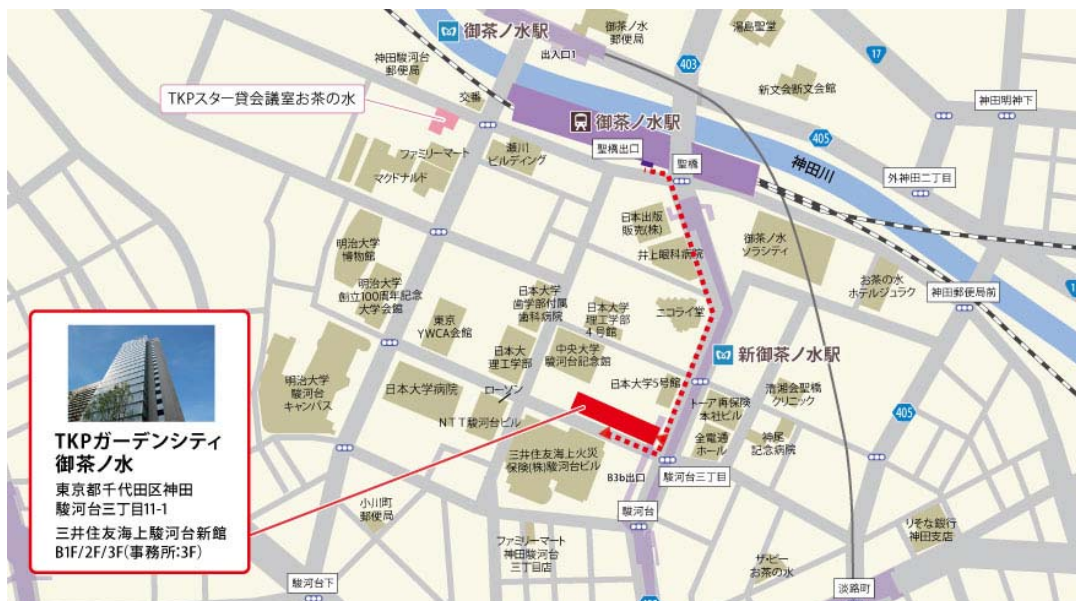 御茶ノ水駅
神田駿河台
郵便局
出入口1
御茶ノ水
郵便局
湯島聖堂
17
403
新文会断文会館
神田明神下
405
TKPスター貸会議室お茶の水
交番
御茶ノ水駅
聖橋出口
聖橋
神田川
外神田二丁目
ファミリーマート
マクドナルド
瀬川
ビルディング
日本出版
販売(株)
井上眼科病院
御茶ノ水
ソラシティ
お茶の水
ホテルジュラク
神田郵便局前
明治大学
博物館
明治大学
創立100周年記念
大学会館
日本大学
歯学部付属
歯科病院
日本大学
理工学部
4号館
ニコライ堂
東京
YWCA会館
日本大
理工学部
中央大学
駿河台記念館
新御茶ノ水駅
明治大学
駿河台
キャンパス
日本大学病院
ローソン
日本大学5号館
トーア再保険
本社ビル
清湘会聖橋
クリニック
405
NTT駿河台ビル
三井住友海上火災
保険(株)駿河台ビル
全電通
ホール
神尾
記念病院
B3b出口
駿河台三丁目
TKPガーデンシティ
御茶ノ水
東京都千代田区神田
駿河台三丁目11-1
三井住友海上駿河台新館
B1F/2F/3F(事務所:3F)
小川町
郵便局
駿河台
りそな銀行
神田支店
ファミリーマート
神田駿河台
三丁目店
ザ・ビー
お茶の水
駿河台下
淡路町